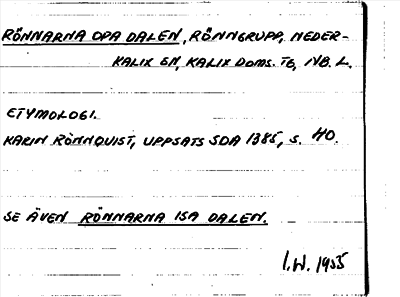 RÖNNARNA OPA DALEN, RÖNNGRUPP, NEDER-
KALIX SN, KALIX DOMS. TG, NB. L.
ETYMOLOGI.
KARIN RÖNNQUIST, UPPSATS SOA 1385, S. 40.
SE ÄVEN RÖNNARNA ISA DALEN.
I.W. 1955